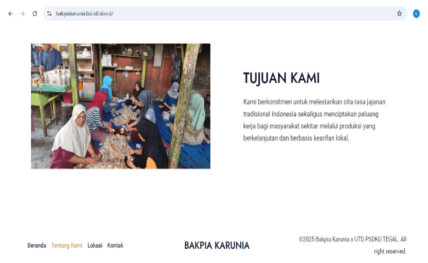 bakpiakarunia.biz.id/about/
TUJUAN KAMI
Kami berkomitmen untuk melestarikan cita rasa jajanan
tradisional Indonesia sekaligus menciptakan peluang
kerja bagi masyarakat sekitar melalui produksi yang
berkelanjutan dan berbasis kearifan lokal.
Beranda Tentang Kami Lokasi Kontak
BAKPIA KARUNIA
©2025 Bakpia Karunia x UTD PSDKU TEGAL. All
right reserved.